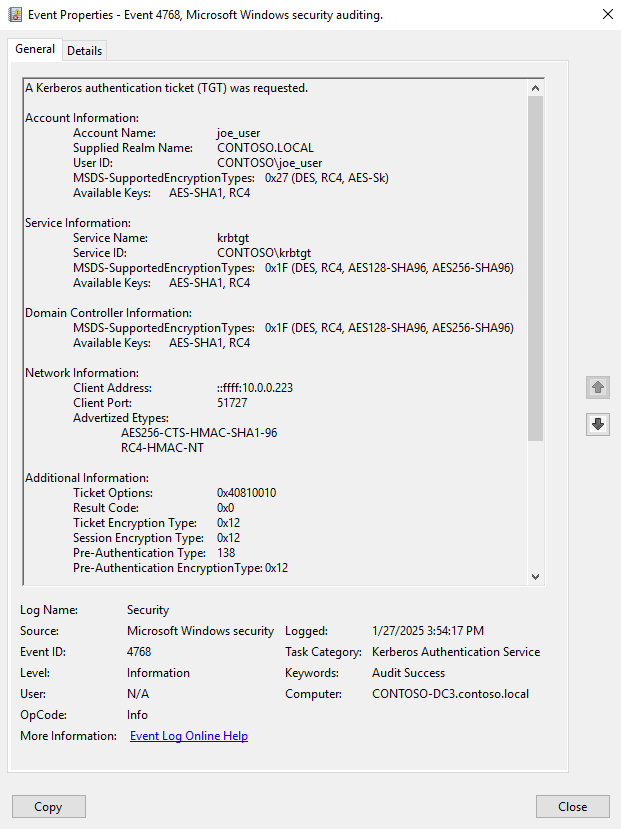 Event Properties - Event 4768, Microsoft Windows security auditing.
General Details
A Kerberos authentication ticket (TGT) was requested.
Account Information:
Account Name: joe_user
Supplied Realm Name: CONTOSO.LOCAL
User ID: CONTOSO\joe_user
MSDS-SupportedEncryptionTypes: 0x27 (DES, RC4, AES-Sk)
Available Keys: AES-SHA1, RC4
Service Information:
Service Name: krbtgt
Service ID: CONTOSO\krbtgt
MSDS-SupportedEncryptionTypes: 0x1F (DES, RC4, AES128-SHA96, AES256-SHA96)
Available Keys: AES-SHA1, RC4
Domain Controller Information:
MSDS-SupportedEncryptionTypes: 0x1F (DES, RC4, AES128-SHA96, AES256-SHA96)
Available Keys: AES-SHA1, RC4
Network Information:
Client Address: ::ffff:10.0.0.223
Client Port: 51727
Advertized Etypes:
AES256-CTS-HMAC-SHA1-96
RC4-HMAC-NT
Additional Information:
Ticket Options: 0x40810010
Result Code: 0x0
Ticket Encryption Type: 0x12
Session Encryption Type: 0x12
Pre-Authentication Type: 138
Pre-Authentication EncryptionType: 0x12
Log Name: Security
Source: Microsoft Windows security Logged: 1/27/2025 3:54:17 PM
Event ID: 4768 Task Category: Kerberos Authentication Service
Level: Information Keywords: Audit Success
User: N/A Computer: CONTOSO-DC3.contoso.local
OpCode: Info
More Information: Event Log Online Help
Copy Close